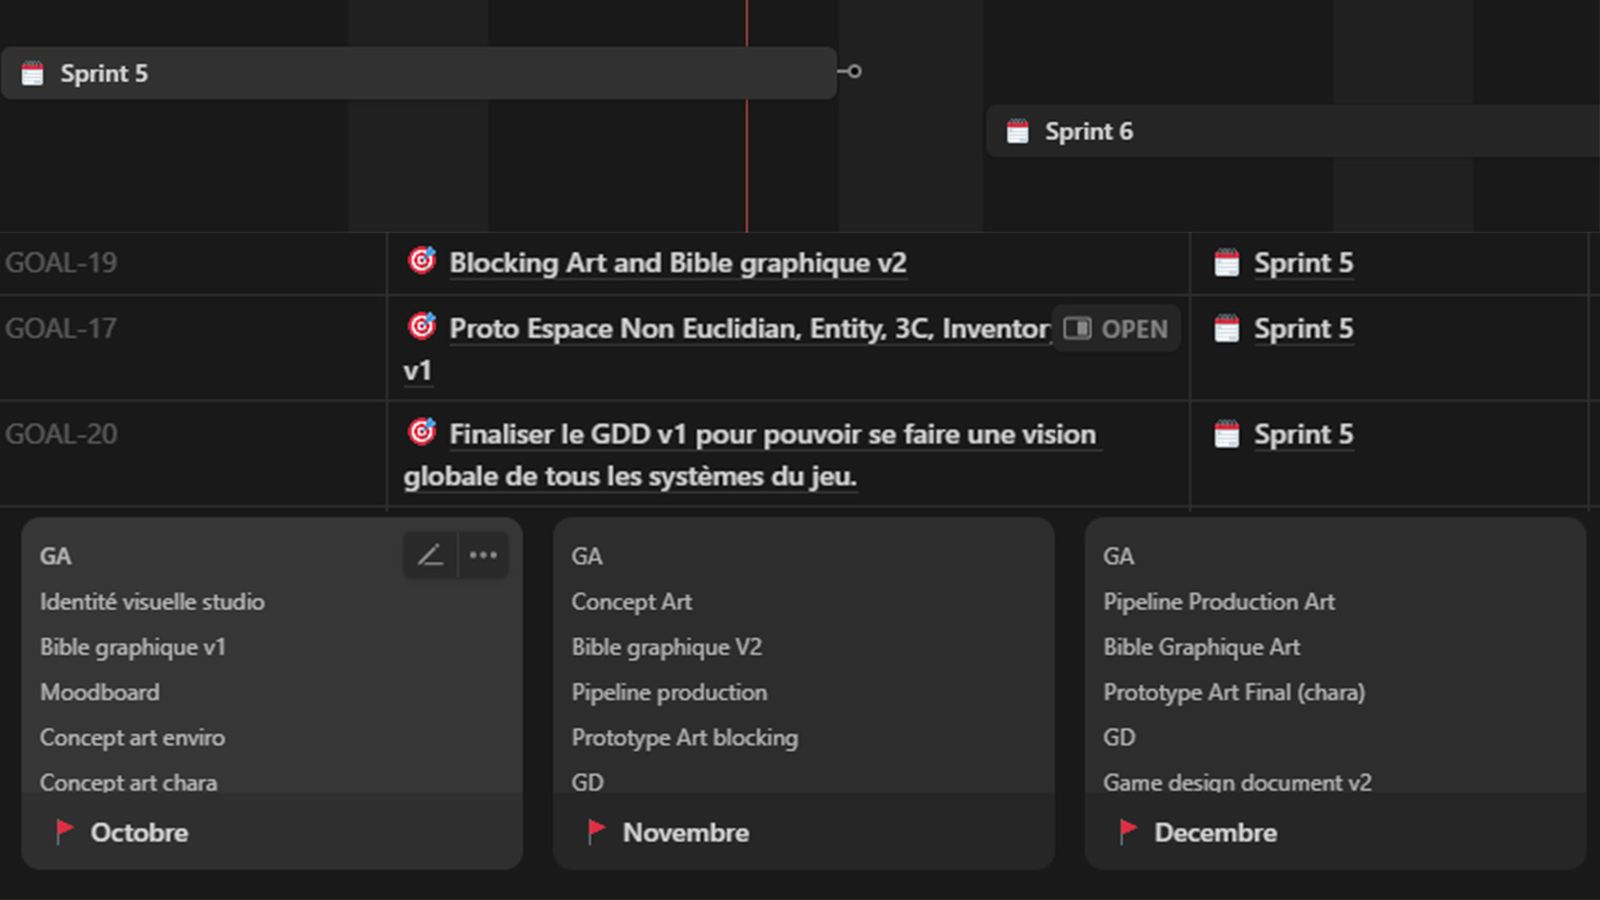 Sprint 5
Sprint 6
GOAL-19
Blocking Art and Bible graphique v2
Sprint 5
GOAL-17
Proto Espace Non Euclidian, Entity, 3C,
OPEN
v1
Sprint 5
GOAL-20
Finaliser le GDD v1 pour pouvoir se faire une vision
globale de tous les systèmes du jeu.
Sprint 5
GA
Identité visuelle studio
Bible graphique v1
Moodboard
Concept art enviro
Concept art chara
Octobre
GA
Concept Art
Bible graphique V2
Pipeline production
Prototype Art blocking
GD
Novembre
GA
Pipeline Production Art
Bible Graphique Art
Prototype Art Final (chara)
GD
Game design document v2
Decembre